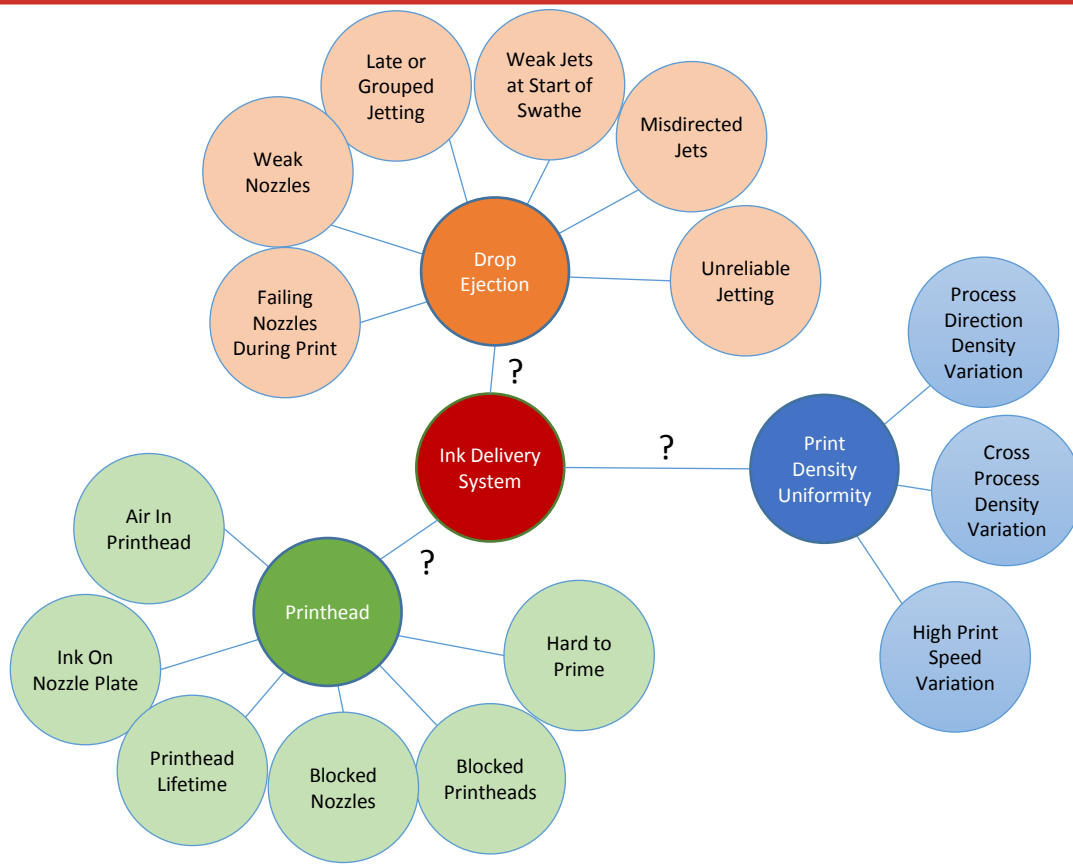 Late or
Grouped
Jetting
Weak Jets
at Start of
Swathe
Misdirected
Jets
Weak
Nozzles
Drop
Ejection
Unreliable
Jetting
Failing
Nozzles
During Print
?
Process
Direction
Density
Variation
Ink Delivery
System
?
Print
Density
Uniformity
Cross
Process
Density
Variation
High Print
Speed
Variation
?
Air In
Printhead
Printhead
Hard to
Prime
Ink On
Nozzle Plate
Printhead
Lifetime
Blocked
Nozzles
Blocked
Printheads